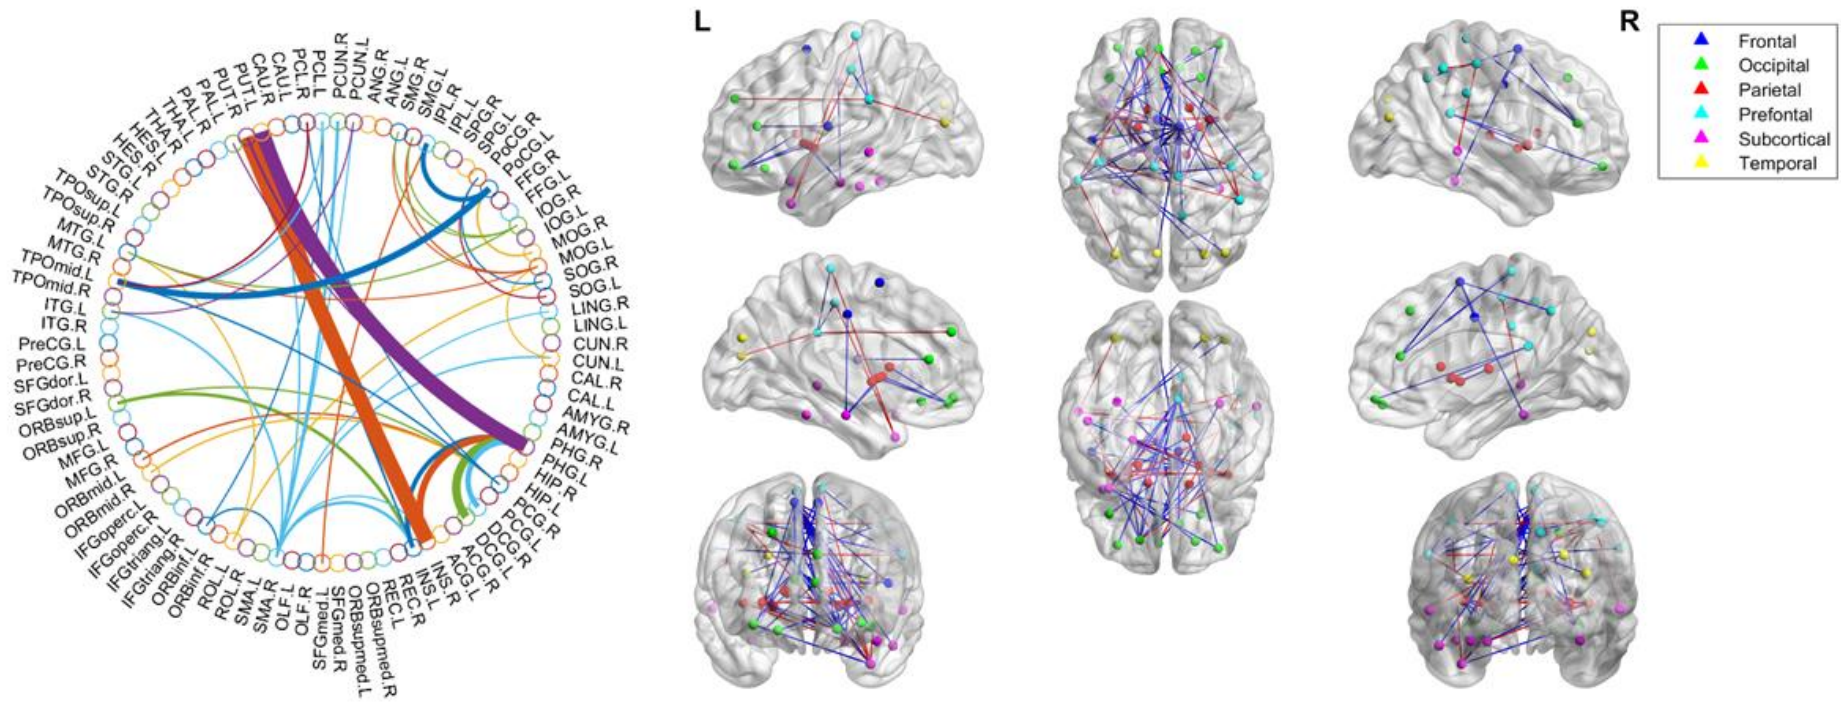 L
R
PCL.R
PCL.L
PCUN.R
PCUN.L
ANG.R
ANG.L
SMG.R
SMG.L
IPL.R
IPL.L
SPG.R
SPG.L
PoCG.R
PoCG.L
FFG.R
FFG.L
IOG.R
IOG.L
MOG.R
MOG.L
SOG.R
SOG.L
LING.R
LING.L
CUN.R
CUN.L
CAL.R
CAL.L
AMYG.R
AMYG.L
PHG.R
PHG.L
HIP.R
HIP.L
PCG.R
PCG.L
DCG.R
DCG.L
ACG.R
ACG.L
INS.R
INS.L
REC.R
REC.L
ORBsupmed.R
ORBsupmed.L
SFGmed.R
SFGmed.L
OLF.R
OLF.L
SMA.R
SMA.L
ROL.R
ROL.L
ORBinf.R
ORBinf.L
IFGtriang.R
IFGtriang.L
IFGoperc.R
IFGoperc.L
ORBmid.R
ORBmid.L
MFG.R
MFG.L
ORBsup.R
ORBsup.L
SFGdor.R
SFGdor.L
PreCG.R
PreCG.L
ITG.R
ITG.L
TPOmid.R
TPOmid.L
MTG.R
MTG.L
TPOsup.R
TPOsup.L
STG.R
STG.L
HES.R
HES.L
THA.R
THA.L
PAL.R
PAL.L
PUT.R
PUT.L
CAU.R
CAU.L
Frontal
Occipital
Parietal
Prefontal
Subcortical
Temporal